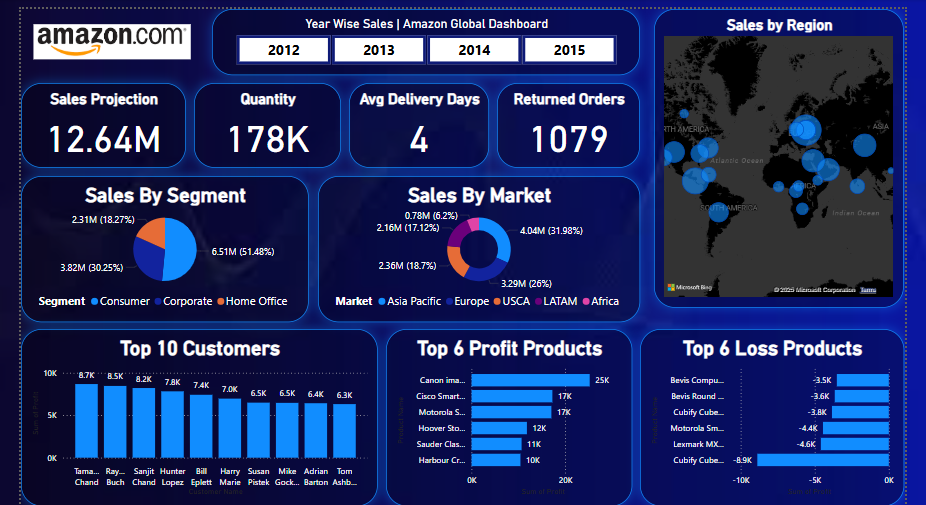 amazon.com
Year Wise Sales | Amazon Global Dashboard
2012
2013
2014
2015
Sales by Region
ASIA
Atlantic Ocean
AFRICA
SOUTH AMERICA
Indian Ocean
Microsoft Bing
© 2025 Microsoft Corporation Terms
Sales Projection
12.64M
Quantity
178K
Avg Delivery Days
4
Returned Orders
1079
Sales By Segment
2.31M (18.27%)
3.82M (30.25%)
6.51M (51.48%)
Segment Consumer Corporate Home Office
Sales By Market
0.78M (6.2%)
2.16M (17.12%)
2.36M (18.7%)
4.04M (31.98%)
3.29M (26%)
Market Asia Pacific Europe USCA LATAM Africa
Top 10 Customers
Sum of Profit
10K
5K
0K
8.7K
8.5K
8.2K
7.8K
7.4K
7.0K
6.5K
6.5K
6.4K
6.3K
Tama... Chand
Ray... Buch
Sanjit Chand
Hunter Lopez
Bill Eplett
Harry Marie
Susan Pistek
Mike Gock...
Adrian Barton
Tom Ashb...
Customer Name
Top 6 Profit Products
Product Name
Canon ima... 25K
Cisco Smart... 17K
Motorola S... 17K
Hoover Sto... 12K
Sauder Clas... 11K
Harbour Cr... 10K
0K 20K
Sum of Profit
Top 6 Loss Products
Product Name
Bevis Compu... -3.5K
Bevis Round ... -3.6K
Cubify Cube... -3.8K
Motorola Sm... -4.4K
Lexmark MX... -4.6K
Cubify Cube... -8.9K
-10K -5K 0K
Sum of Profit